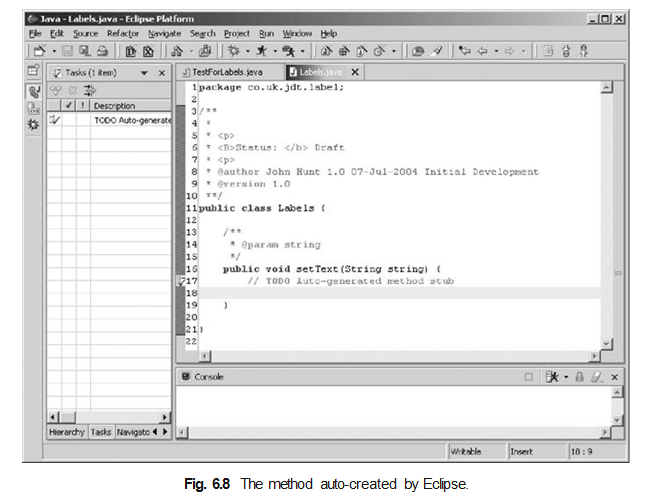 Java - Labels.java - Eclipse Platform
File Edit Source Refactor Navigate Search Project Run Window Help
Tasks (1 item)
! Description
TODO Auto-generate
Hierarchy Tasks Navigato
TestForLabels.java Labels.java
1 package co.uk.jdt.label;
2
3 /**
4 *
5 * <p>
6 * <B>Status: </b> Draft
7 * <p>
8 * @author John Hunt 1.0 07-Jul-2004 Initial Development
9 * @version 1.0
10 **/
11 public class Labels {
12
13 /**
14 * @param string
15 */
16 public void setText(String string) {
17 // TODO Auto-generated method stub
18
19 }
20
21 }
22
Console
Writable Insert 18 : 9
Fig. 6.8 The method auto-created by Eclipse.